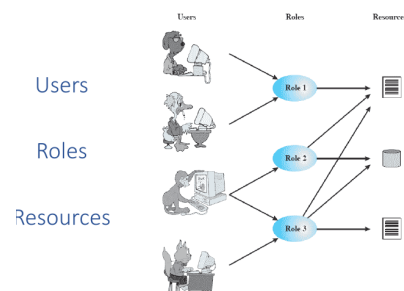 Users
Roles
Resources
Users Roles Resource
Role 1
Role 2
Role 3